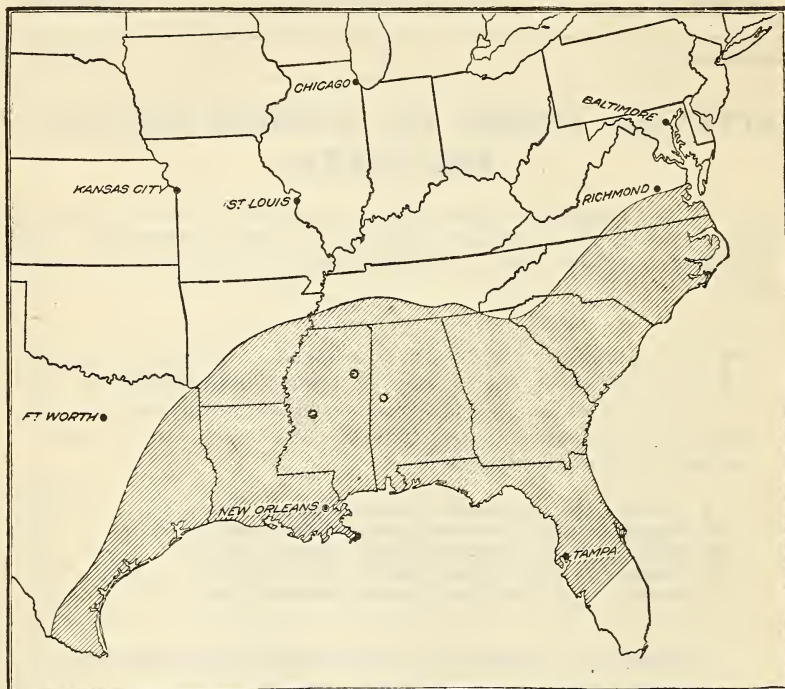 CHICAGO
BALTIMORE
KANSAS CITY
ST LOUIS
RICHMOND
FT. WORTH
NEW ORLEANS
TAMPA